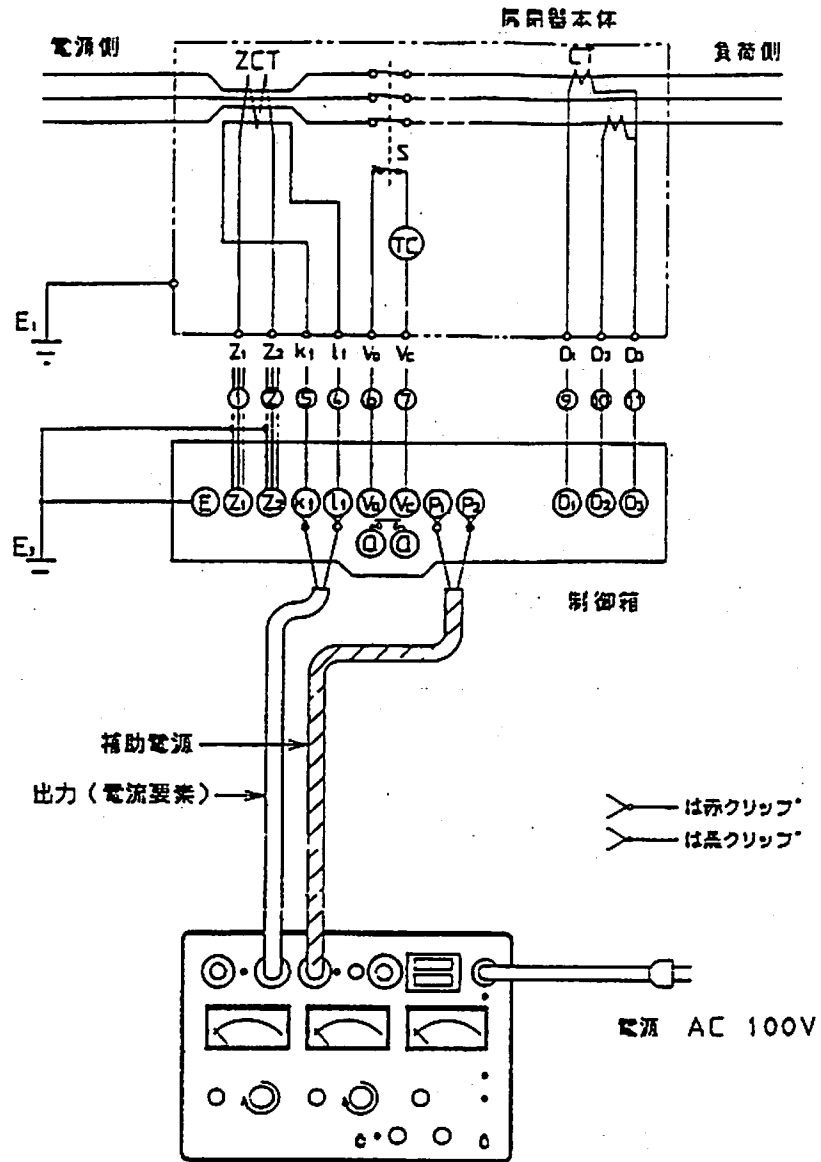 開閉器本体
電源側
ZCT
CT
負荷側
S
TC
E₁
Z₁ Z₂ k₁ l₁ Va Vc D₁ D₂ D₃
① ② ⑤ ④ ⑥ ⑦ ⑨ ⑩ ⑪
E Z₁ Z₂ k₁ l₁ Va Vc P₁ P₂ D₁ D₂ D₃
a a
E₃
制御箱
補助電源
出力（電流要素）
は赤クリップ
は黒クリップ
電源 AC 100V